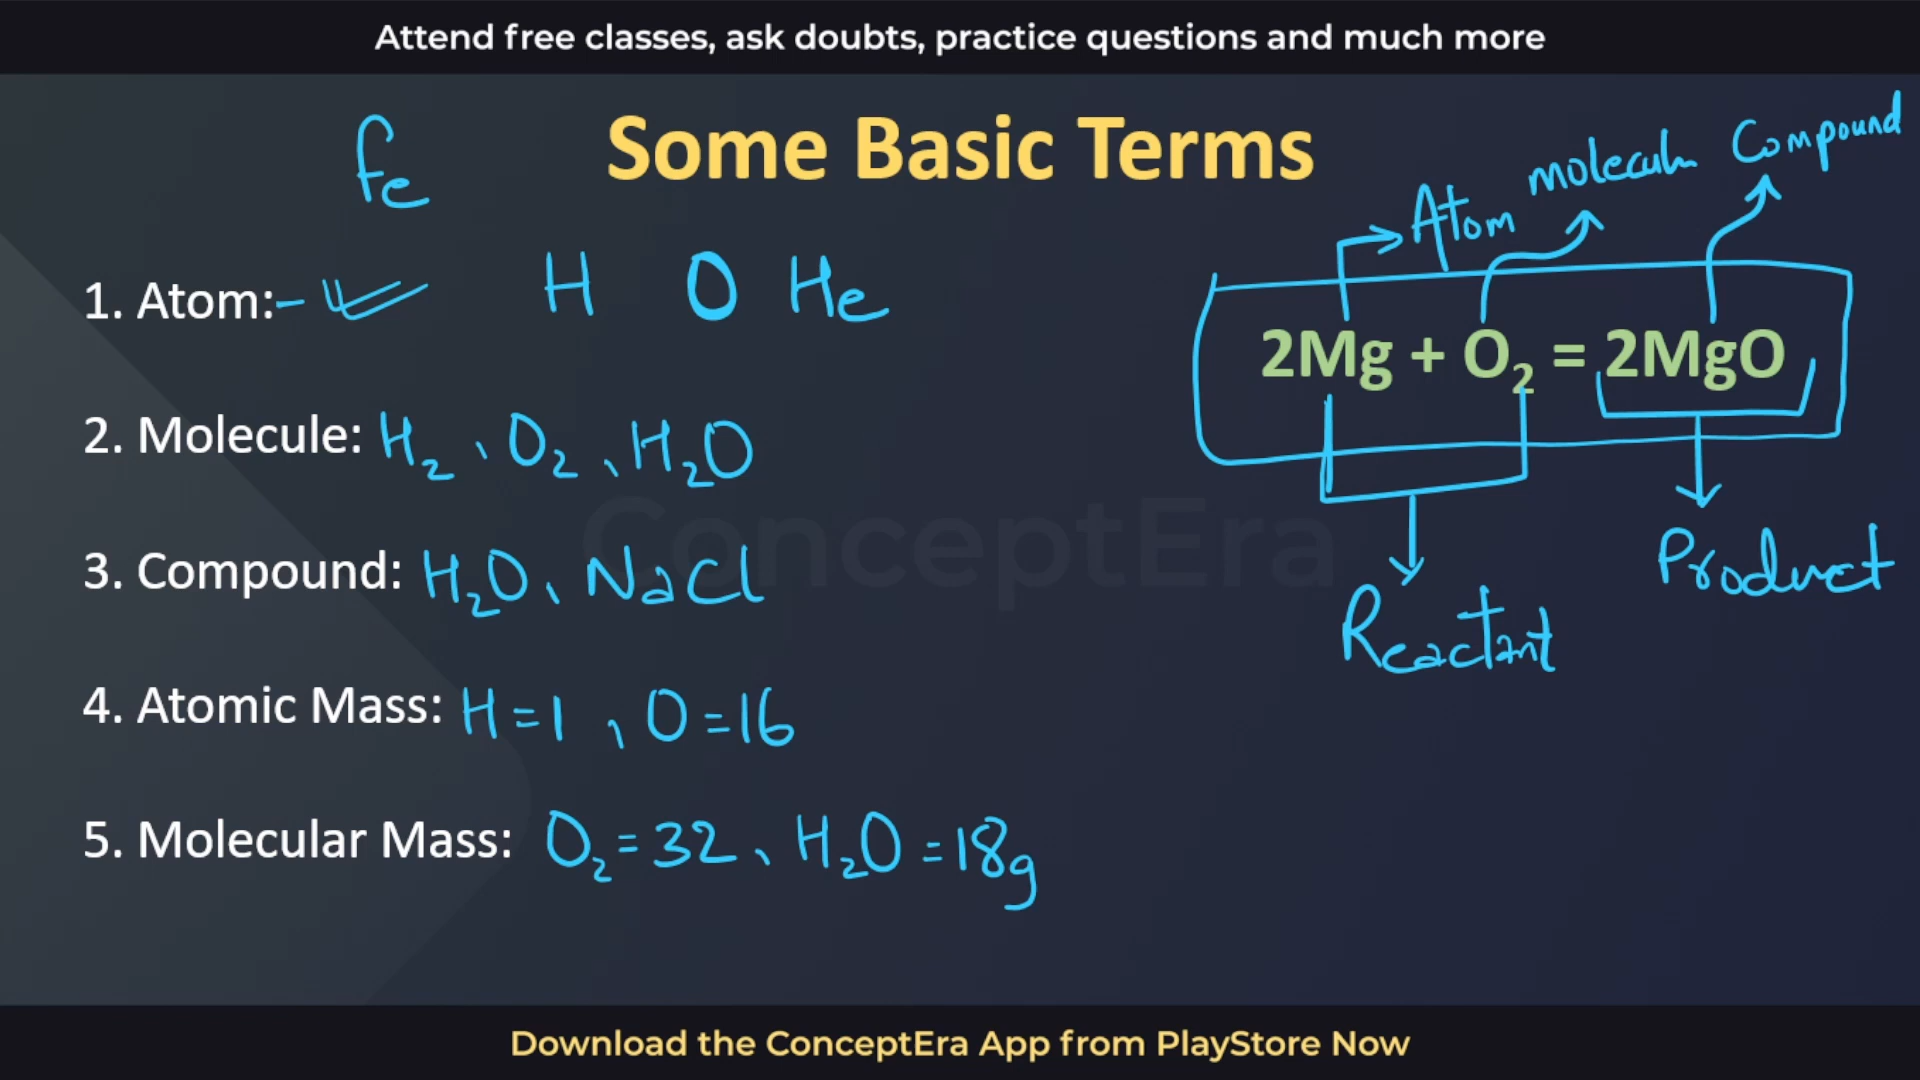 Attend free classes, ask doubts, practice questions and much more
Some Basic Terms
Fe
1. Atom:- H O He
2. Molecule: H₂, O₂, H₂O
3. Compound: H₂O, NaCl
4. Atomic Mass: H=1, O=16
5. Molecular Mass: O₂=32, H₂O=18g
Atom molecule Compound
2Mg + O₂ = 2MgO
Reactant Product
ConceptEra
Download the ConceptEra App from PlayStore Now